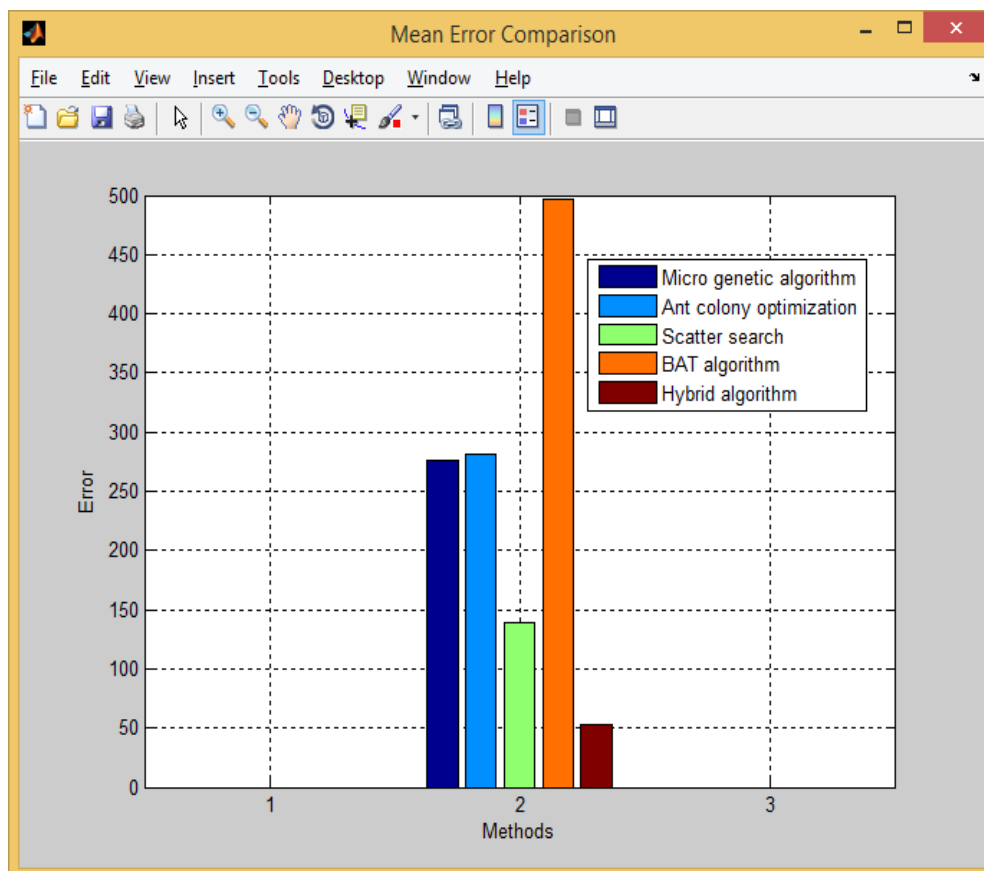 Mean Error Comparison
File Edit View Insert Tools Desktop Window Help
500
450
400
350
300
250
200
150
100
50
0
Error
Micro genetic algorithm
Ant colony optimization
Scatter search
BAT algorithm
Hybrid algorithm
1 2 3
Methods